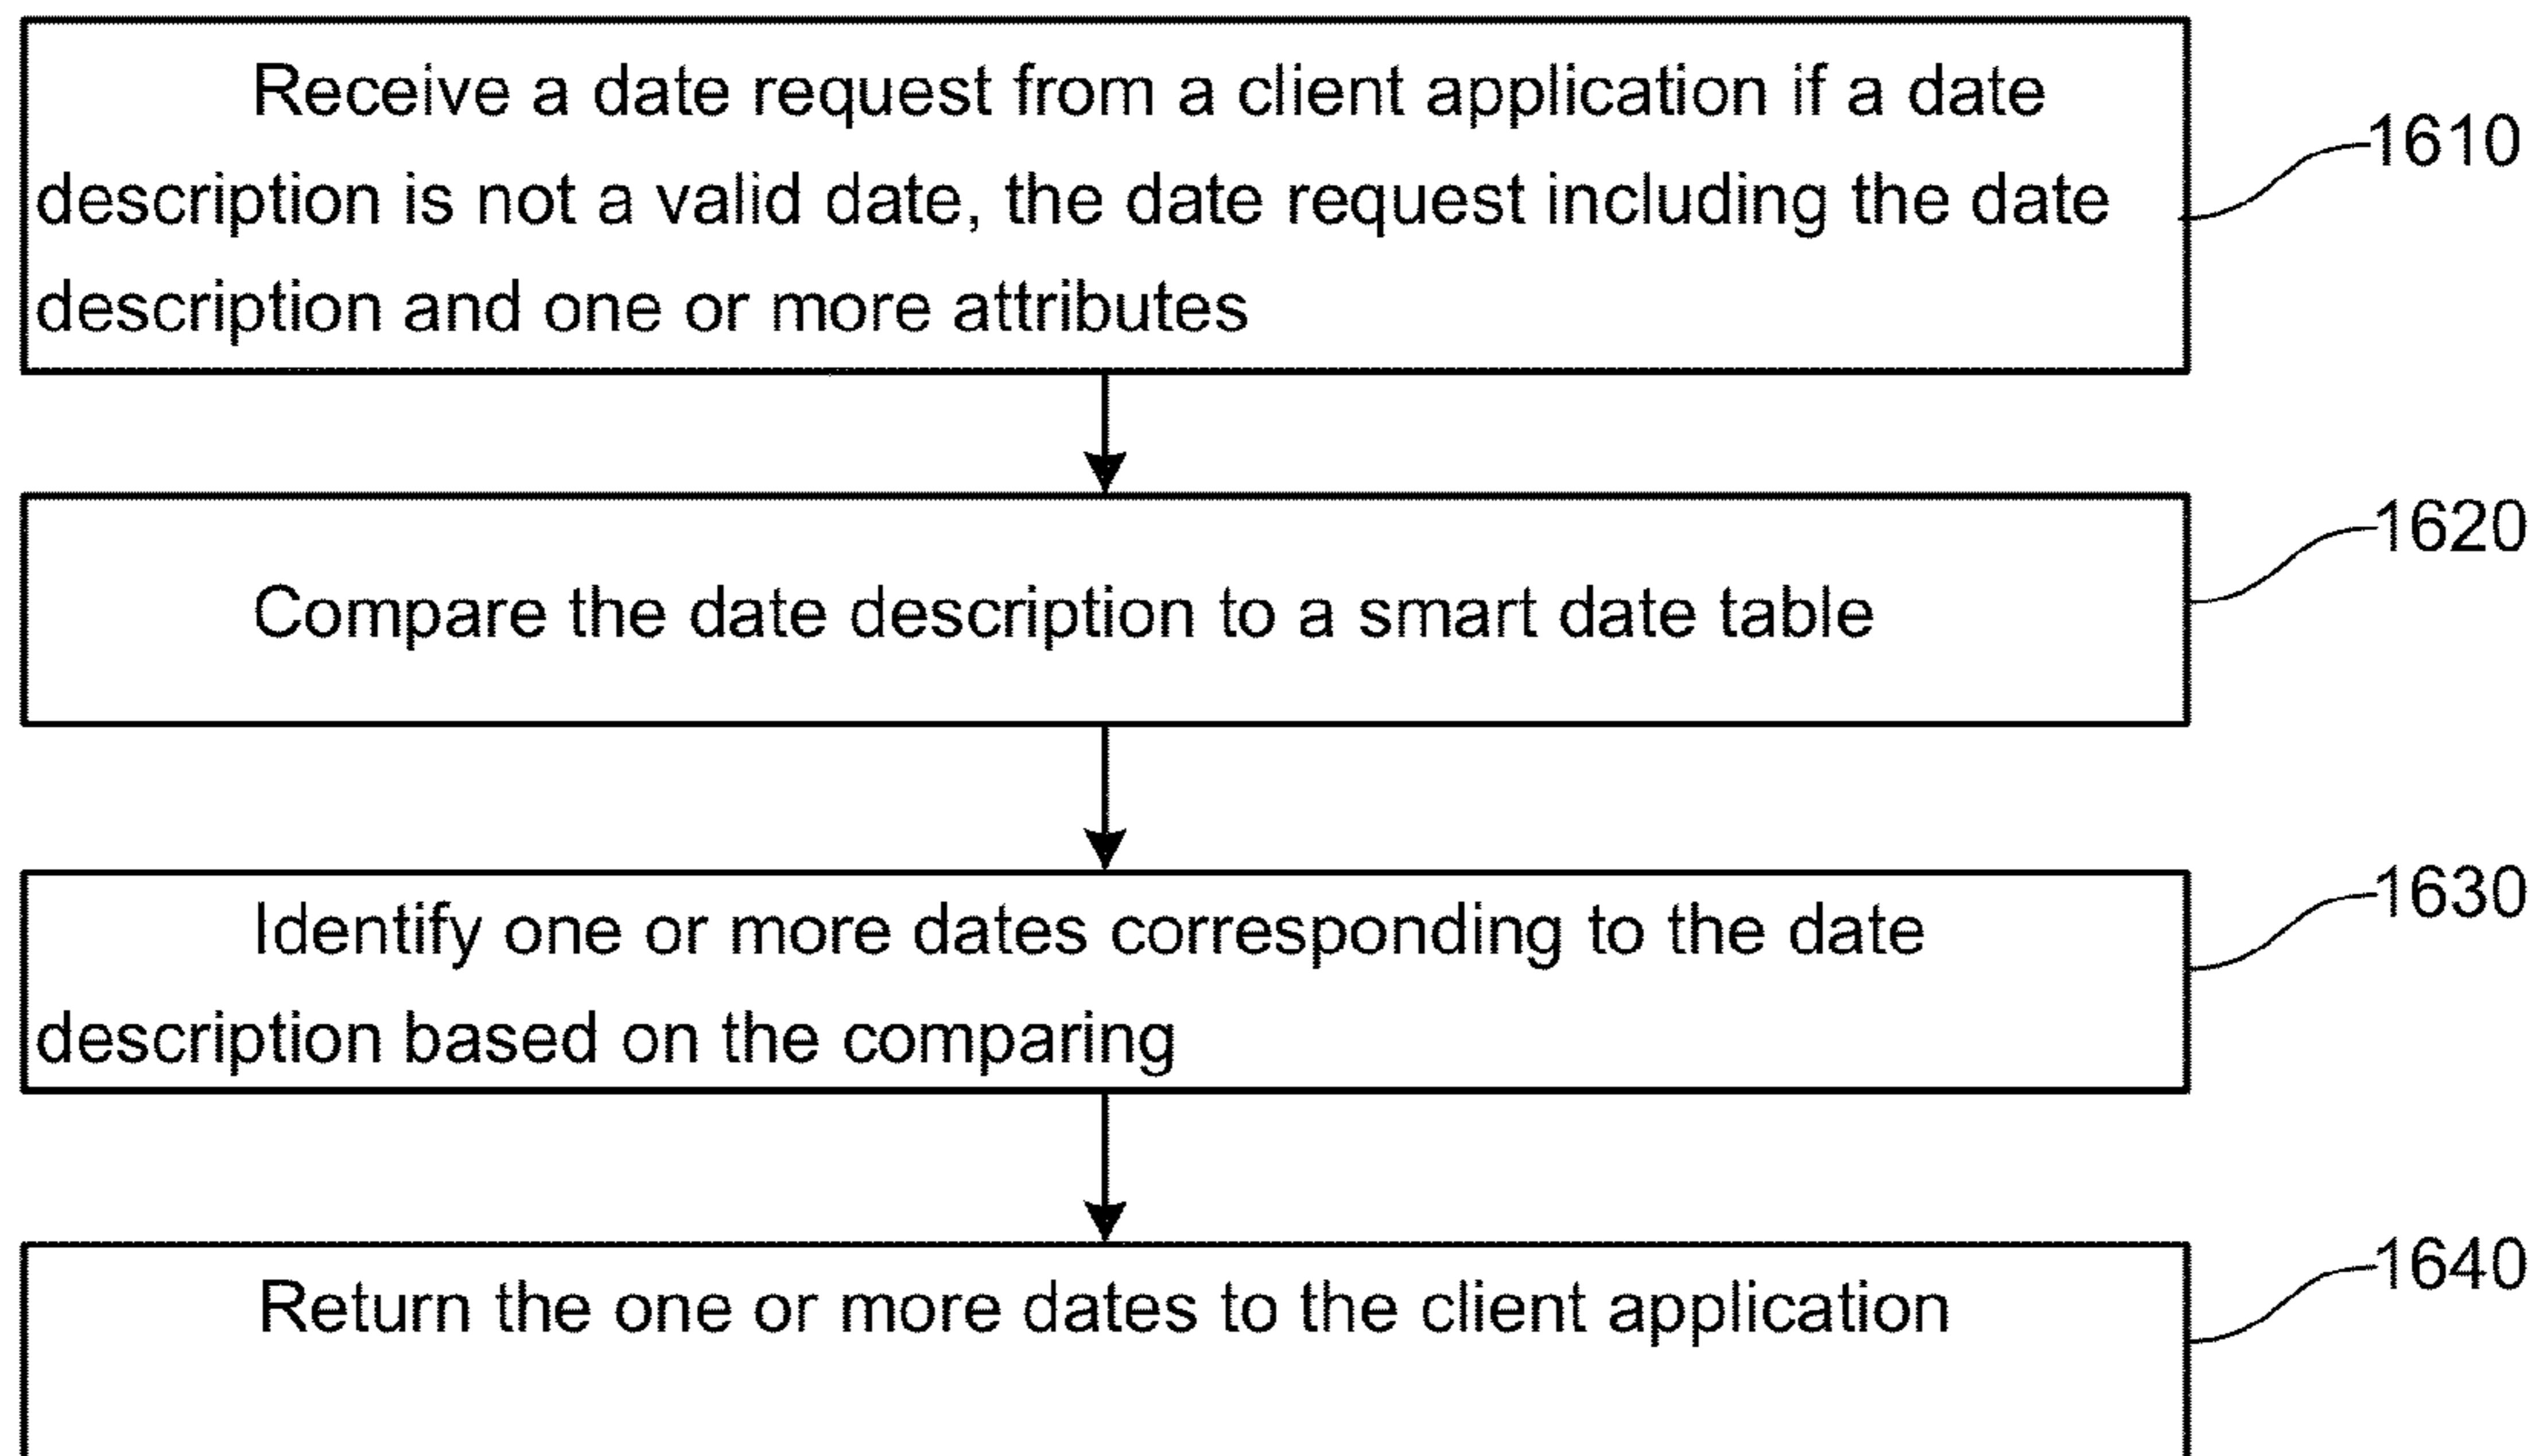 Receive a date request from a client application if a date
description is not a valid date, the date request including the date
description and one or more attributes
1610
Compare the date description to a smart date table
1620
Identify one or more dates corresponding to the date
description based on the comparing
1630
Return the one or more dates to the client application
1640